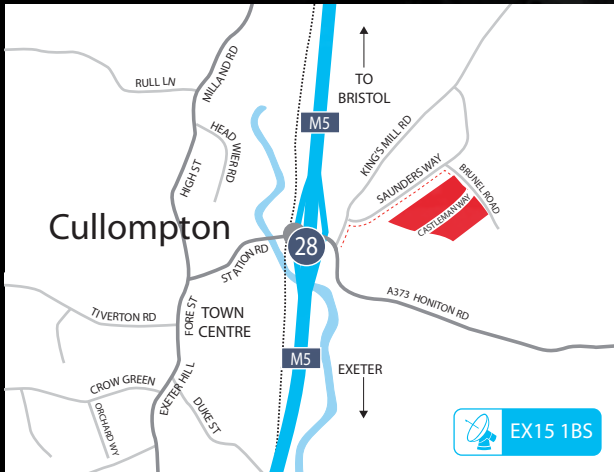 RULL LN
MILLAND RD
HEAD
WIER RD
HIGH ST
TO
BRISTOL
M5
KING'S MILL RD
SAUNDERS WAY
BRUNEL ROAD
CASTLEMAN WAY
Cullompton
28
STATION RD
A373 HONITON RD
TIVERTON RD
FORE ST
TOWN
CENTRE
M5
EXETER
CROW GREEN
EXETER HILL
ORCHARD WY
DUKE ST
EX15 1BS